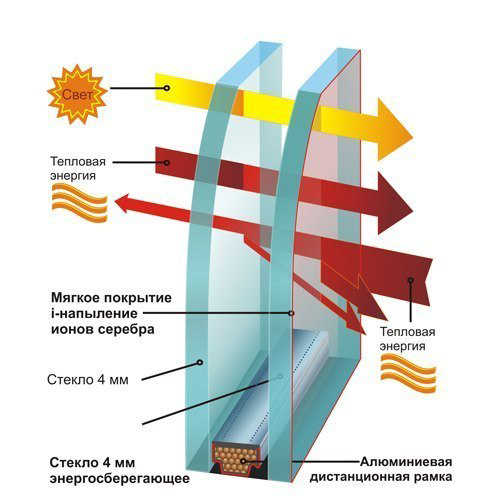 Свет
Тепловая
энергия
Мягкое покрытие
i-напыление
ионов серебра
Тепловая
энергия
Стекло 4 мм
Стекло 4 мм
энергосберегающее
Алюминиевая
дистанционная рамка